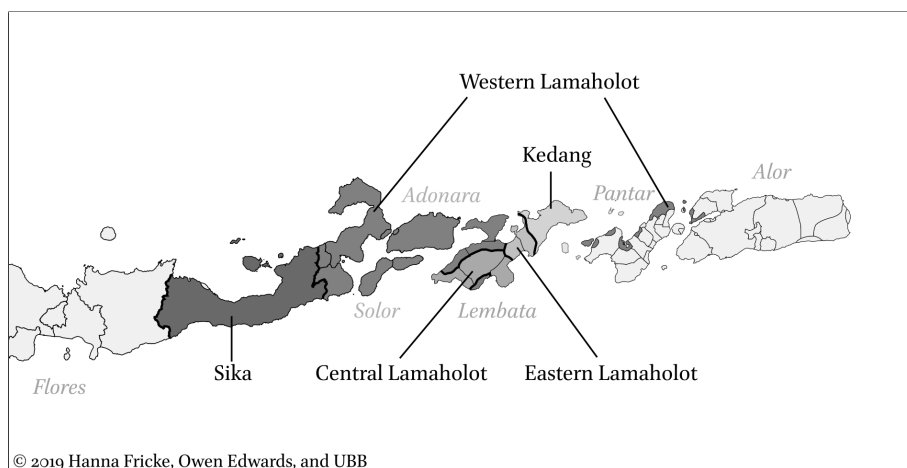 Western Lamaholot
Kedang
Alor
Pantar
Adonara
Solor
Lembata
Sika
Central Lamaholot
Eastern Lamaholot
Flores
© 2019 Hanna Fricke, Owen Edwards, and UBB